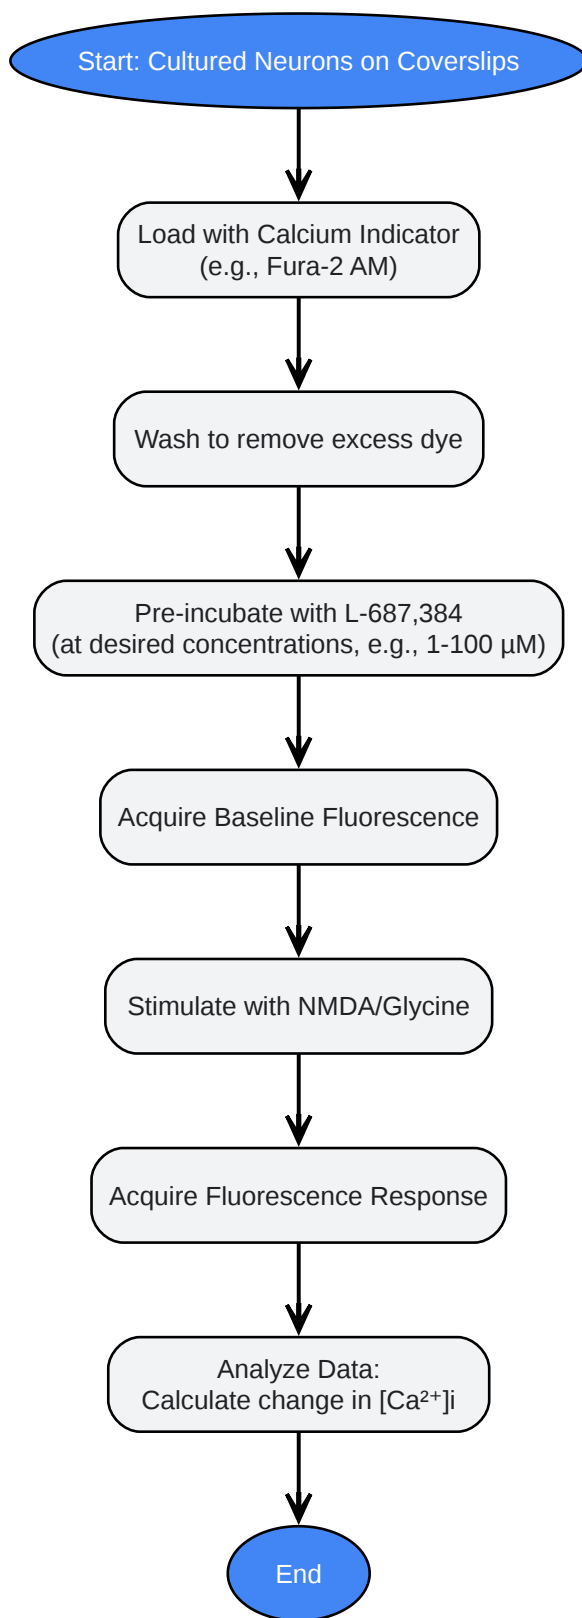 Start: Cultured Neurons on Coverslips
Load with Calcium Indicator
(e.g., Fura-2 AM)
Wash to remove excess dye
Pre-incubate with L-687,384
(at desired concentrations, e.g., 1-100 µM)
Acquire Baseline Fluorescence
Stimulate with NMDA/Glycine
Acquire Fluorescence Response
Analyze Data:
Calculate change in [Ca²⁺]i
End